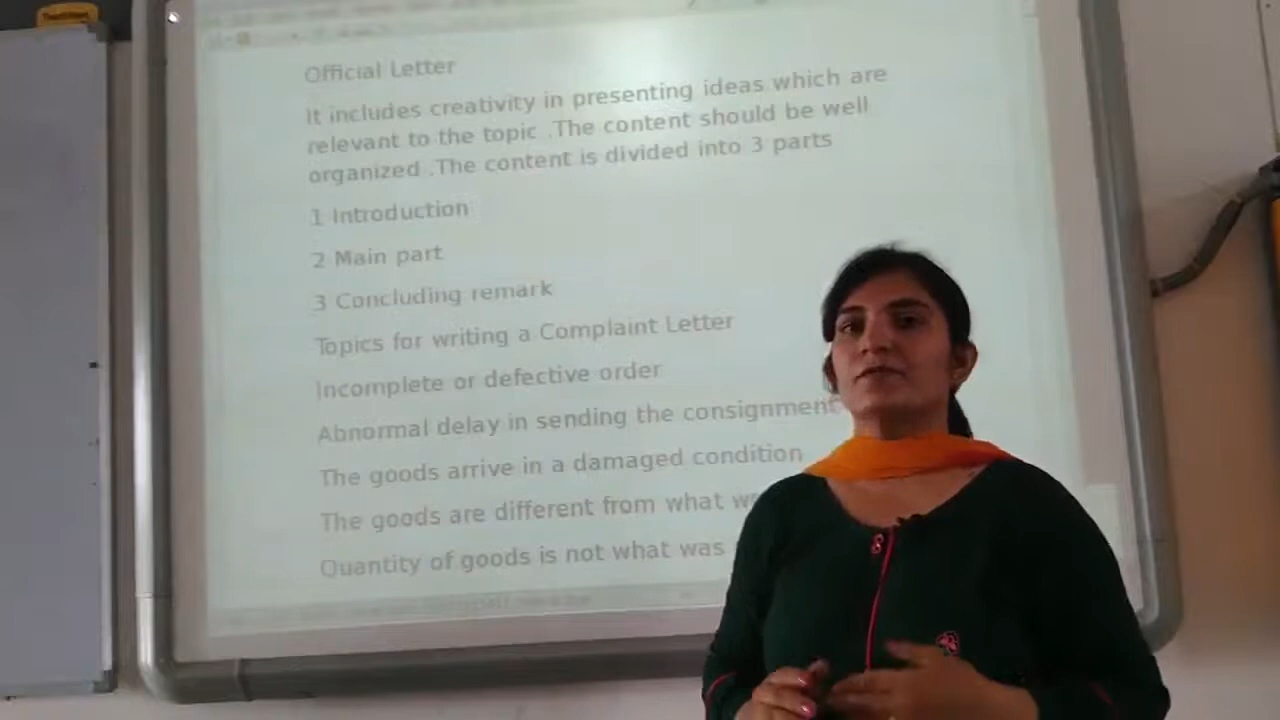 Official Letter
It includes creativity in presenting ideas which are
relevant to the topic .The content should be well
organized .The content is divided into 3 parts
1 Introduction
2 Main part
3 Concluding remark
Topics for writing a Complaint Letter
Incomplete or defective order
Abnormal delay in sending the consignment
The goods arrive in a damaged condition
The goods are different from what
Quantity of goods is not what was